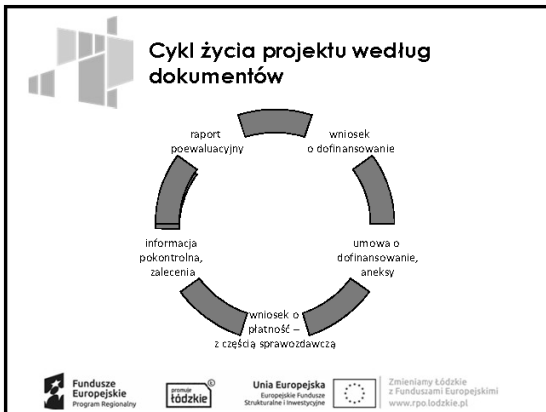 Cykl życia projektu według
dokumentów
raport
poewaluacyjny
wniosek
o dofinansowanie
informacja
pokontrolna,
zalecenia
umowa o
dofinansowanie,
aneksy
wniosek o
płatność –
z częścią sprawozdawczą
Fundusze
Europejskie
Program Regionalny
promuje
łódzkie
Unia Europejska
Europejskie Fundusze
Strukturalne i Inwestycyjne
Zmieniamy Łódzkie
z Funduszami Europejskimi
www.rpo.lodzkie.pl